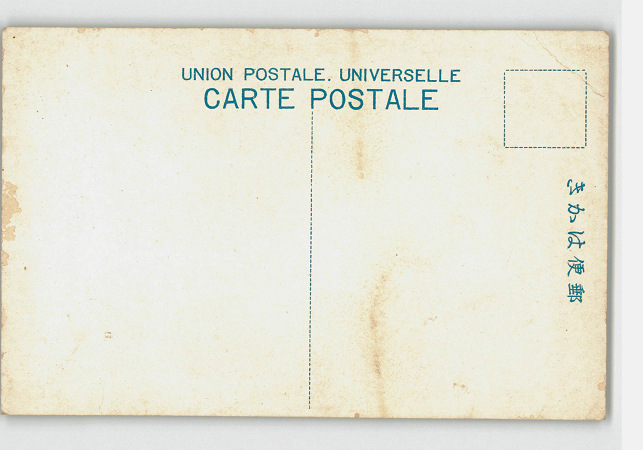 UNION POSTALE. UNIVERSELLE
CARTE POSTALE
きかは便郵